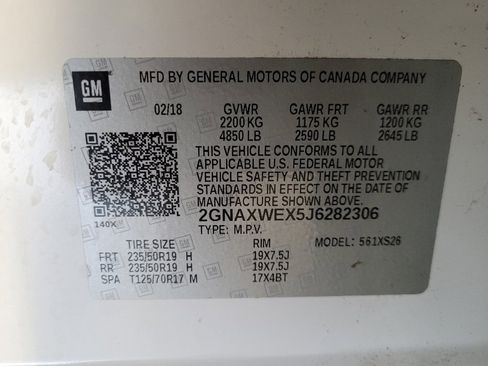 GM
MFD BY GENERAL MOTORS OF CANADA COMPANY
02/18 GVWR GAWR FRT GAWR RR
2200 KG 1175 KG 1200 KG
4850 LB 2590 LB 2645 LB
THIS VEHICLE CONFORMS TO ALL
APPLICABLE U.S. FEDERAL MOTOR
VEHICLE SAFETY AND THEFT PREVENTION
STANDARDS IN EFFECT ON THE DATE OF
MANUFACTURE SHOWN ABOVE.
2GNAXWEX5J6282306
140X TYPE: M.P.V. MODEL: 561XS26
TIRE SIZE RIM
FRT 235/50R19 H 19X7.5J
RR 235/50R19 H 19X7.5J
SPA T125/70R17 M 17X4BT